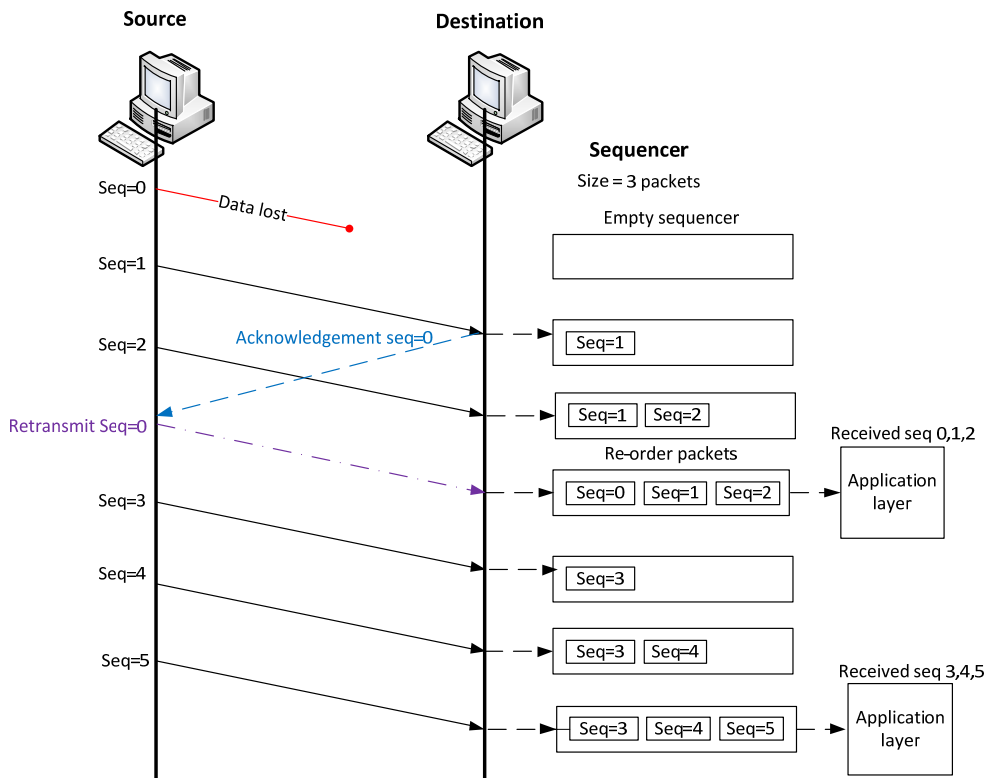 Source
Destination
Sequencer
Size = 3 packets
Seq=0
Data lost
Empty sequencer
Seq=1
Acknowledgement seq=0
Seq=1
Seq=2
Seq=1 Seq=2
Retransmit Seq=0
Re-order packets
Received seq 0,1,2
Seq=0 Seq=1 Seq=2
Application
layer
Seq=3
Seq=3
Seq=4
Seq=3 Seq=4
Seq=5
Received seq 3,4,5
Seq=3 Seq=4 Seq=5
Application
layer